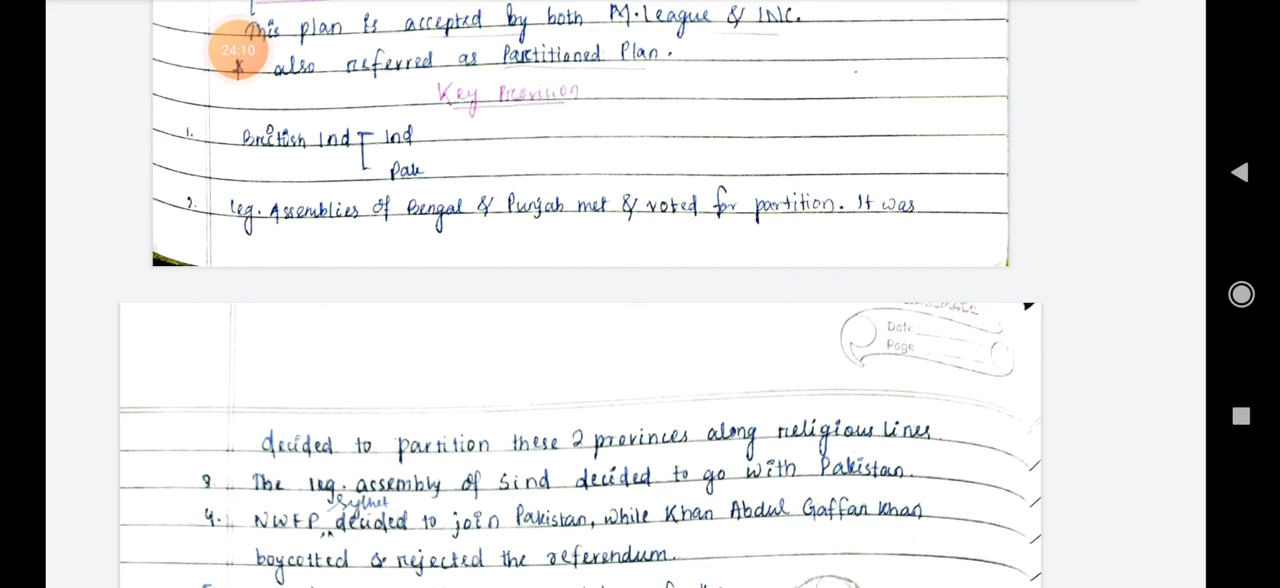 This plan is accepted by both M.League & INC.
24:10
* also referred as Partitioned Plan.
Key Provision
1. British Ind [ Ind
Pak
2. leg. Assemblies of Bengal & Punjab met & voted for partition. It was
Date
Page
decided to partition these 2 provinces along religious lines
3. The leg. assembly of Sind decided to go with Pakistan.
Sylhet
4. NWFP decided to join Pakistan, while Khan Abdul Gaffar Khan
boycotted & rejected the referendum.